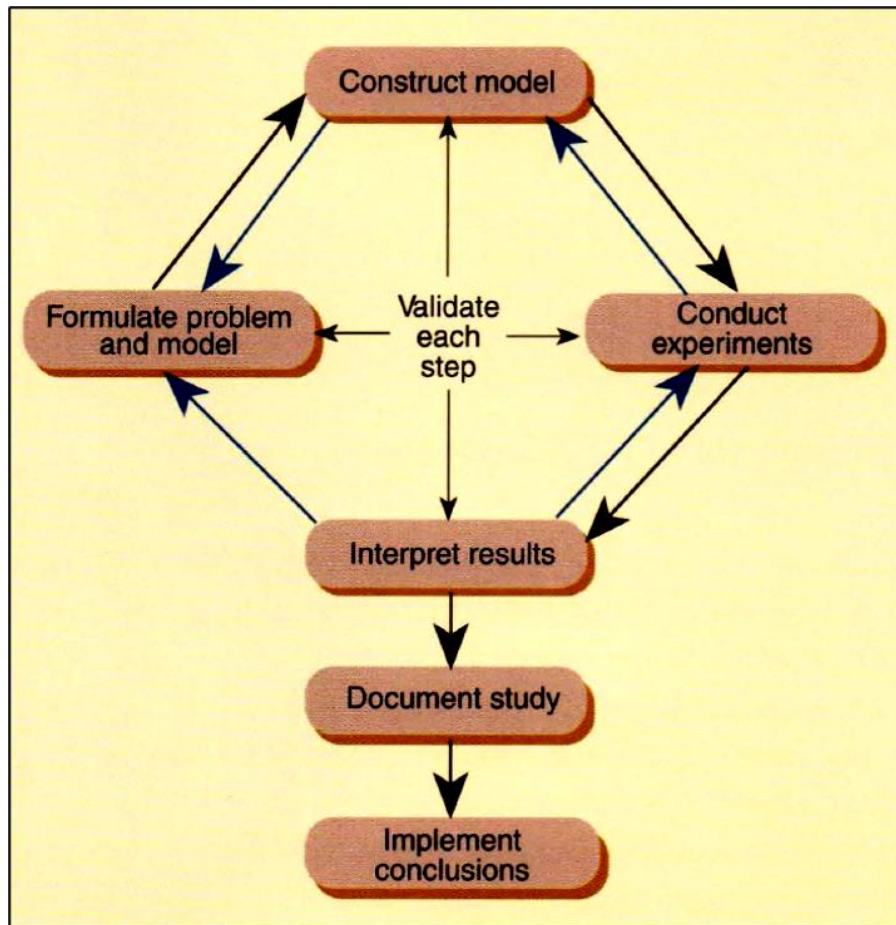 Construct model
Formulate problem
and model
Validate
each
step
Conduct
experiments
Interpret results
Document study
Implement
conclusions